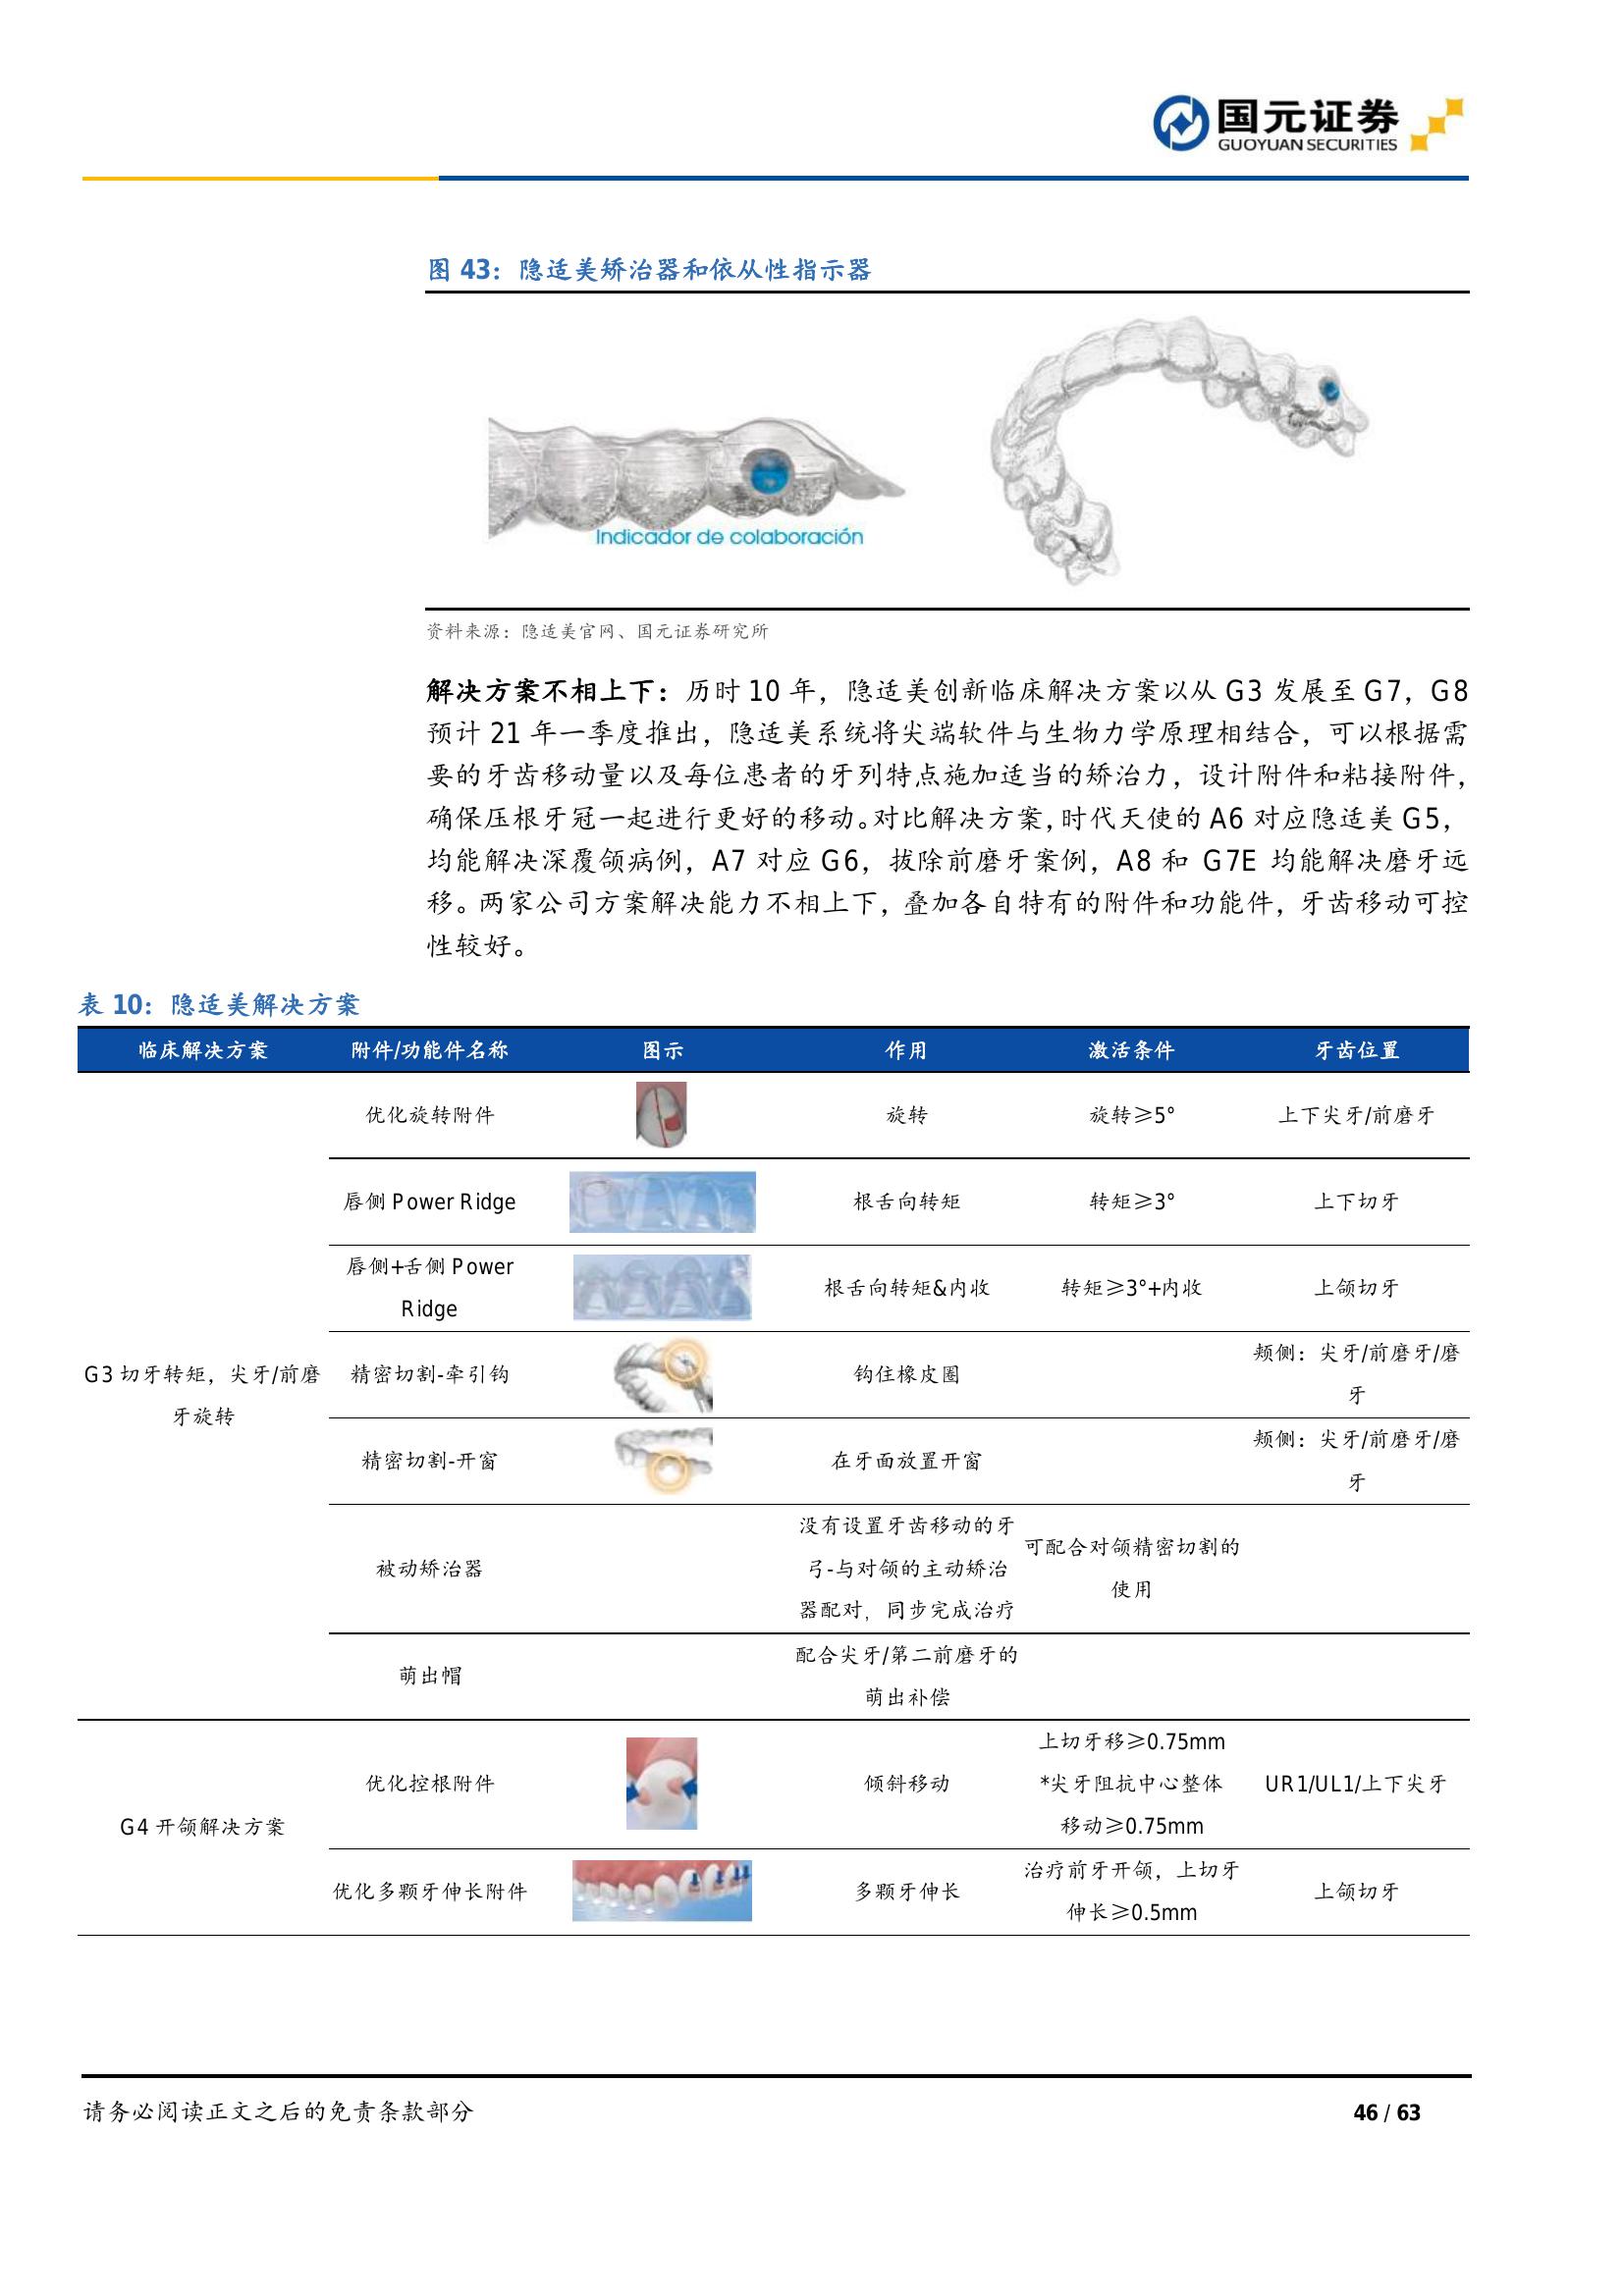 国元证券
GUOYUAN SECURITIES
图 43：隐适美矫治器和依从性指示器
Indicador de colaboración
资料来源：隐适美官网、国元证券研究所
解决方案不相上下：历时 10 年，隐适美创新临床解决方案以从 G3 发展至 G7，G8
预计 21 年一季度推出，隐适美系统将尖端软件与生物力学原理相结合，可以根据需
要的牙齿移动量以及每位患者的牙列特点施加适当的矫治力，设计附件和粘接附件，
确保压根牙冠一起进行更好的移动。对比解决方案，时代天使的 A6 对应隐适美 G5，
均能解决深覆颌病例，A7 对应 G6，拔除前磨牙案例，A8 和 G7E 均能解决磨牙远
移。两家公司方案解决能力不相上下，叠加各自特有的附件和功能件，牙齿移动可控
性较好。
表 10：隐适美解决方案
临床解决方案 附件/功能件名称 图示 作用 激活条件 牙齿位置
优化旋转附件 旋转 旋转≥5° 上下尖牙/前磨牙
唇侧 Power Ridge 根舌向转矩 转矩≥3° 上下切牙
唇侧+舌侧 Power
Ridge
根舌向转矩&内收 转矩≥3°+内收 上颌切牙
G3 切牙转矩，尖牙/前磨
牙旋转
精密切割-牵引钩 钩住橡皮圈
颊侧：尖牙/前磨牙/磨
牙
精密切割-开窗 在牙面放置开窗
颊侧：尖牙/前磨牙/磨
牙
被动矫治器
没有设置牙齿移动的牙
弓-与对颌的主动矫治
器配对，同步完成治疗
可配合对颌精密切割的
使用
萌出帽
配合尖牙/第二前磨牙的
萌出补偿
G4 开颌解决方案
优化控根附件 倾斜移动
上切牙移≥0.75mm
*尖牙阻抗中心整体
移动≥0.75mm
UR1/UL1/上下尖牙
优化多颗牙伸长附件 多颗牙伸长
治疗前牙开颌，上切牙
伸长≥0.5mm
上颌切牙
请务必阅读正文之后的免责条款部分 46 / 63